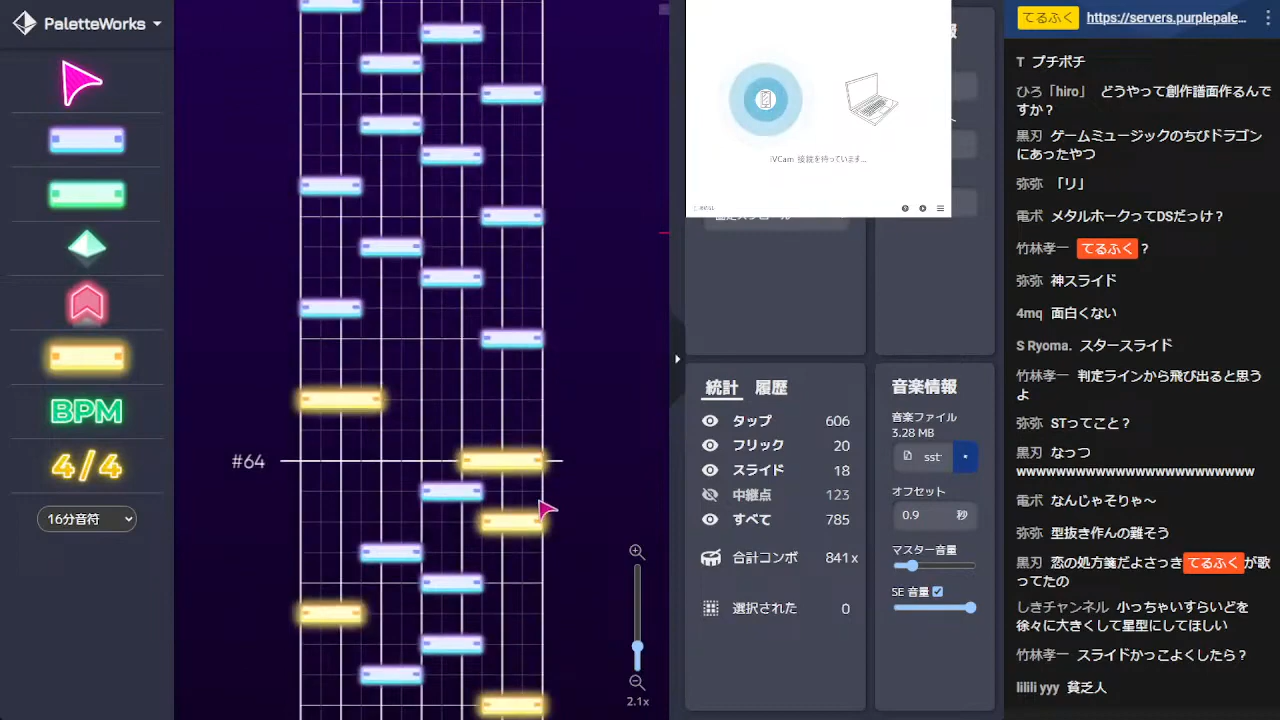 PaletteWorks
BPM
4/4
16分音符
#64
2.1x
iVCam 接続を待っています...
統計 履歴
タップ 606
フリック 20
スライド 18
中継点 123
すべて 785
合計コンボ 841x
選択された 0
音楽情報
音楽ファイル
3.28 MB
オフセット
0.9 秒
マスター音量
SE 音量
てるふく https://servers.purplepale...
T プチポチ
ひろ「hiro」 どうやって創作譜面作るんで
すか？
黒刃 ゲームミュージックのちびドラゴン
にあったやつ
弥弥 「リ」
電ボ メタルホークってDSだっけ？
竹林孝一 てるふく？
弥弥 神スライド
4mq 面白くない
S Ryoma. スタースライド
竹林孝一 判定ラインから飛び出ると思う
よ
弥弥 STってこと？
黒刃 なっつ
wwwwwwwwwwwwwwwwwwwwwwwww
電ボ なんじゃそりゃ〜
弥弥 型抜き作んの難そう
黒刃 恋の処方箋だよさっきてるふくが歌
ってたの
しきチャンネル 小っちゃいすらいどを
徐々に大きくして星型にしてほしい
竹林孝一 スライドかっこよくしたら？
lilili yyy 貧乏人